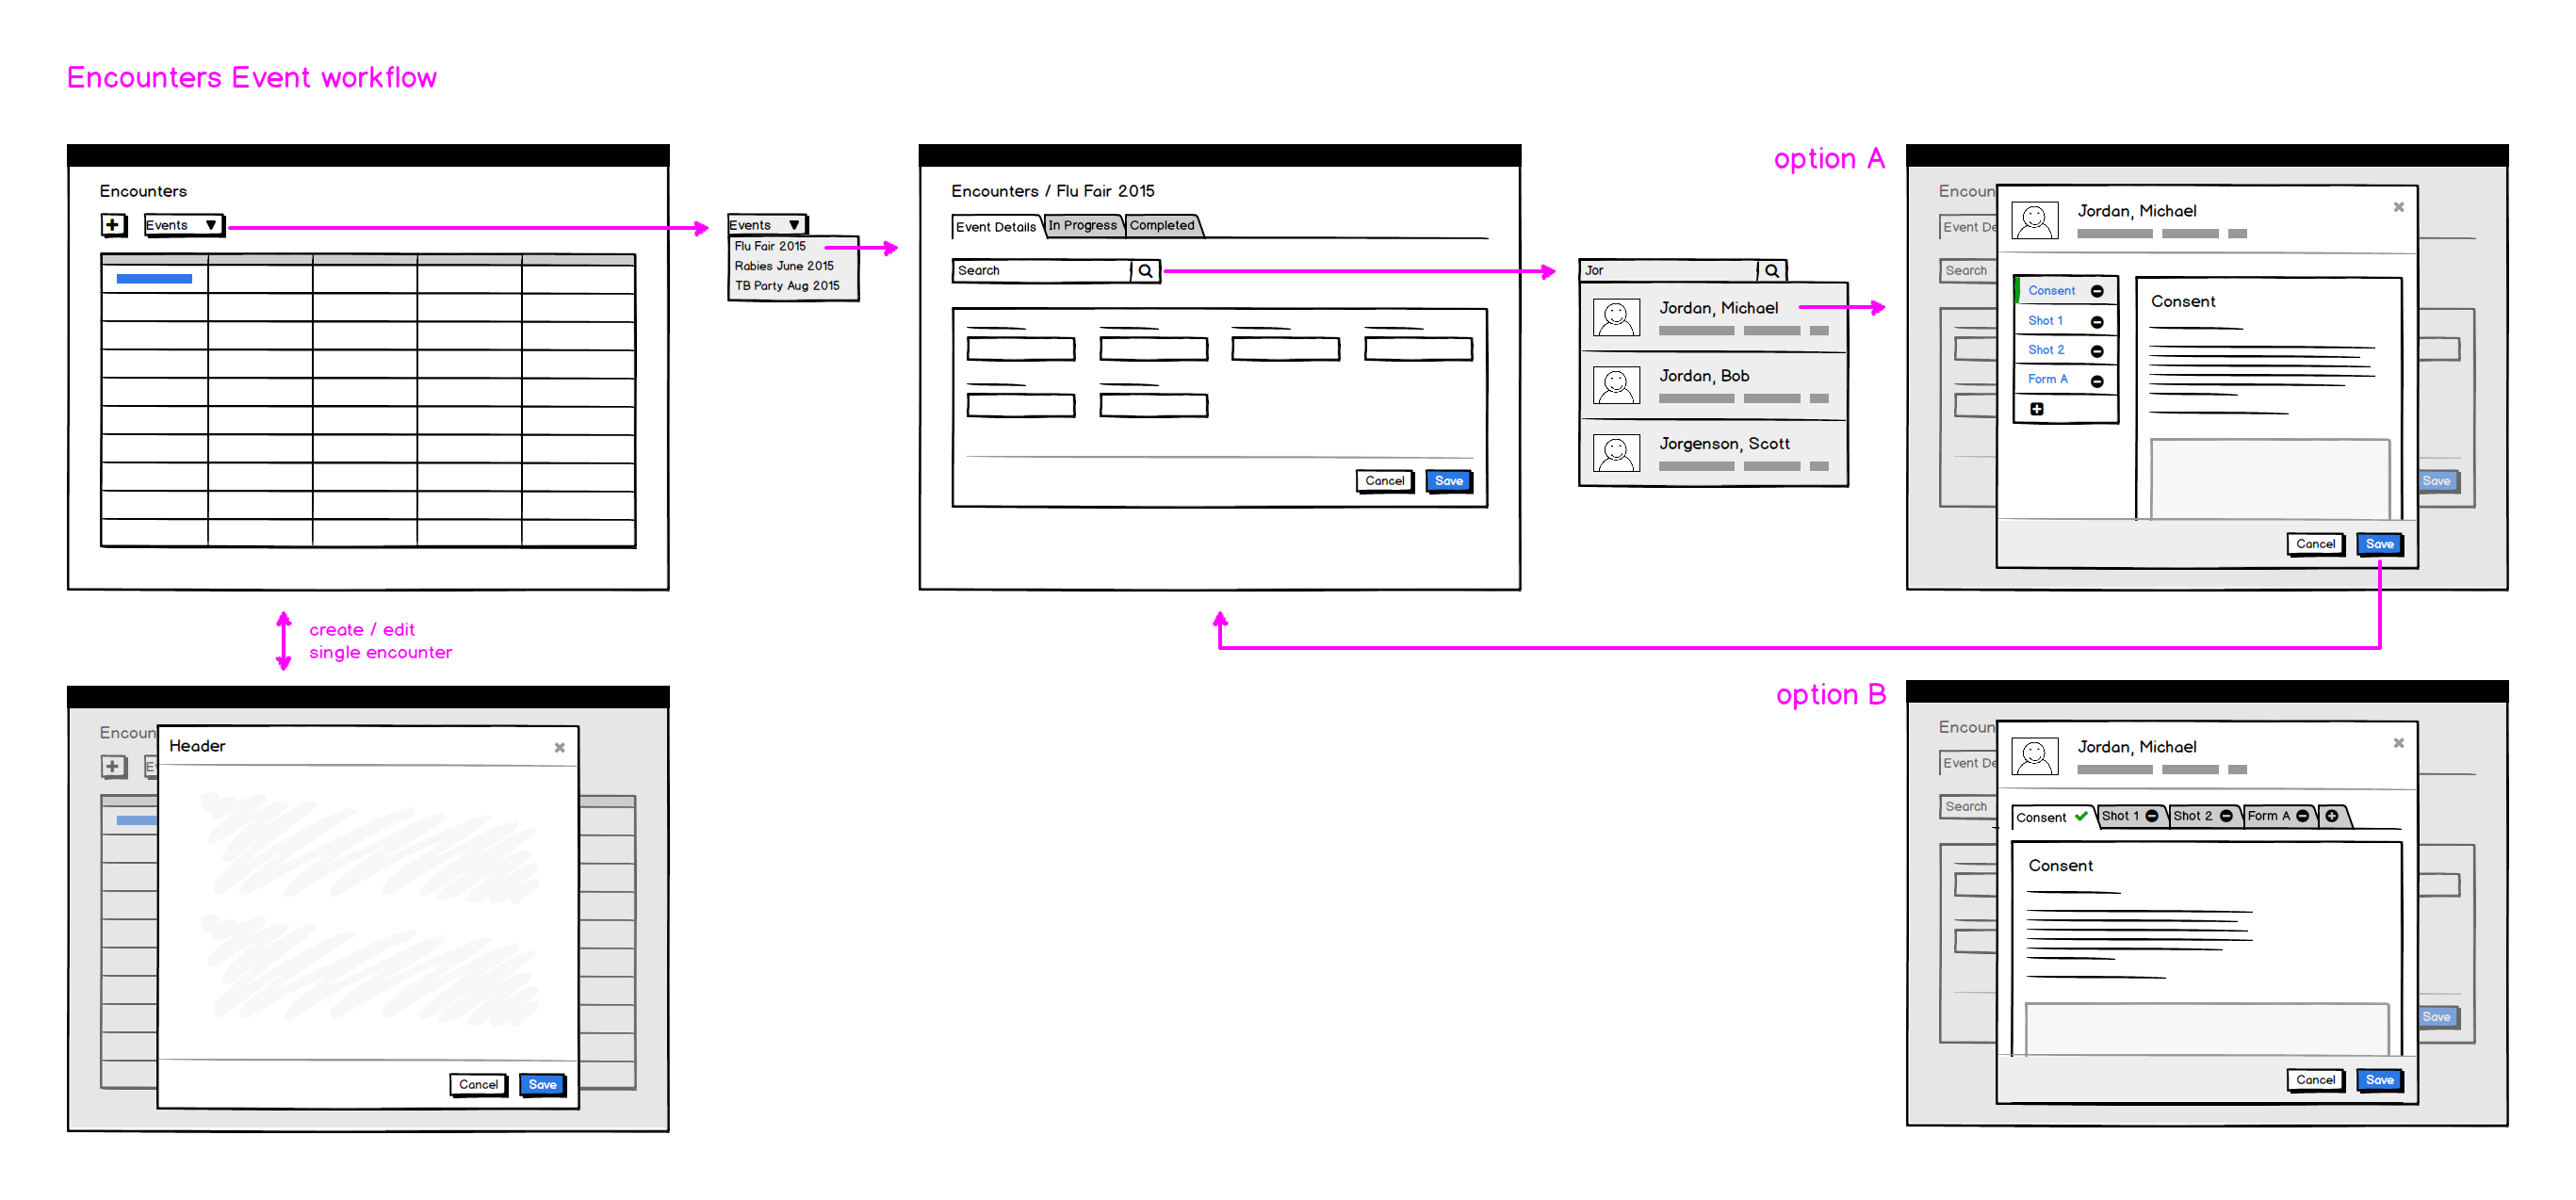 Encounters Event workflow
Encounters
Events
Events
Flu Fair 2015
Rabies June 2015
TB Party Aug 2015
Encounters / Flu Fair 2015
Event Details In Progress Completed
Search
Cancel Save
Jor
Jordan, Michael
Jordan, Bob
Jorgenson, Scott
option A
Encoun
Event De
Search
Save
Jordan, Michael
Consent
Shot 1
Shot 2
Form A
Consent
Cancel Save
create / edit
single encounter
Encoun
E
Header
Cancel Save
option B
Encoun
Event De
Search
Save
Jordan, Michael
Consent Shot 1 Shot 2 Form A
Consent
Cancel Save